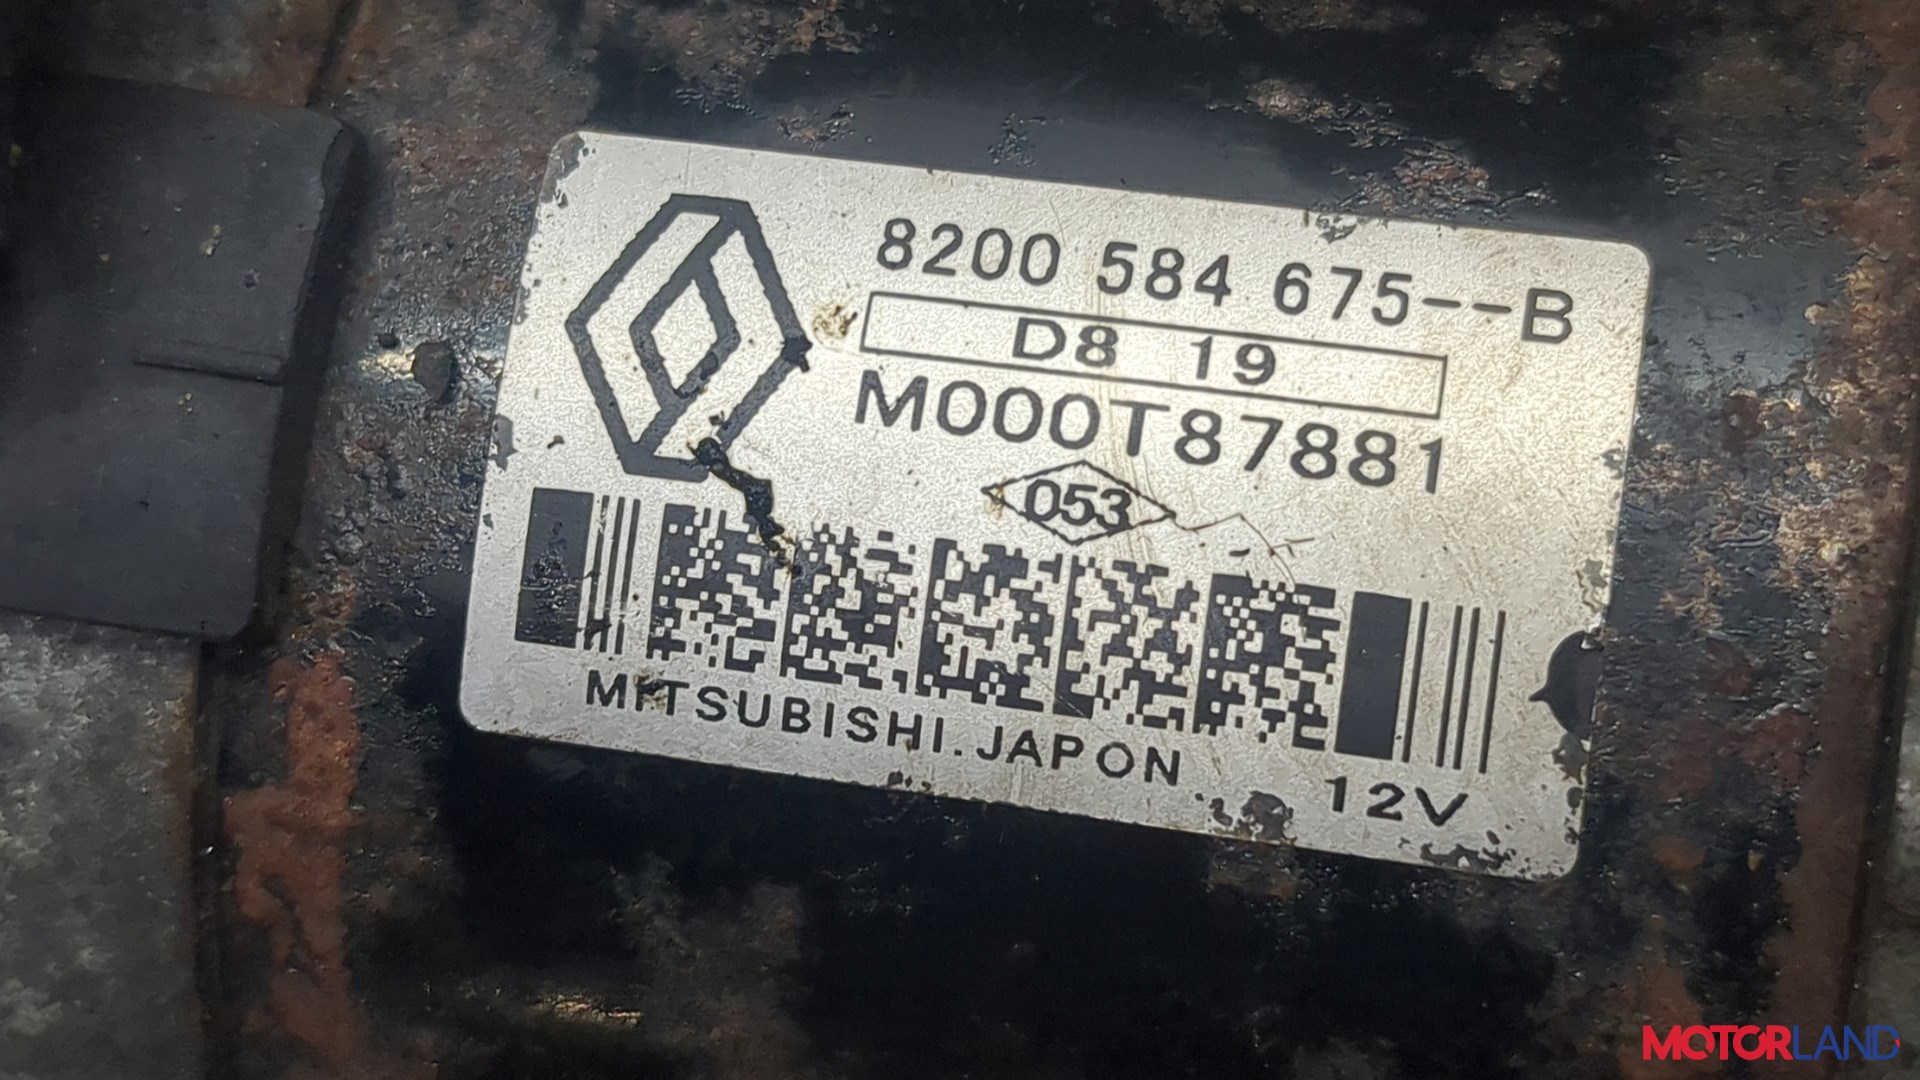 8200 584 675--B
D8 19
M000T87881
053
MITSUBISHI.JAPON
12V
MOTORLAND